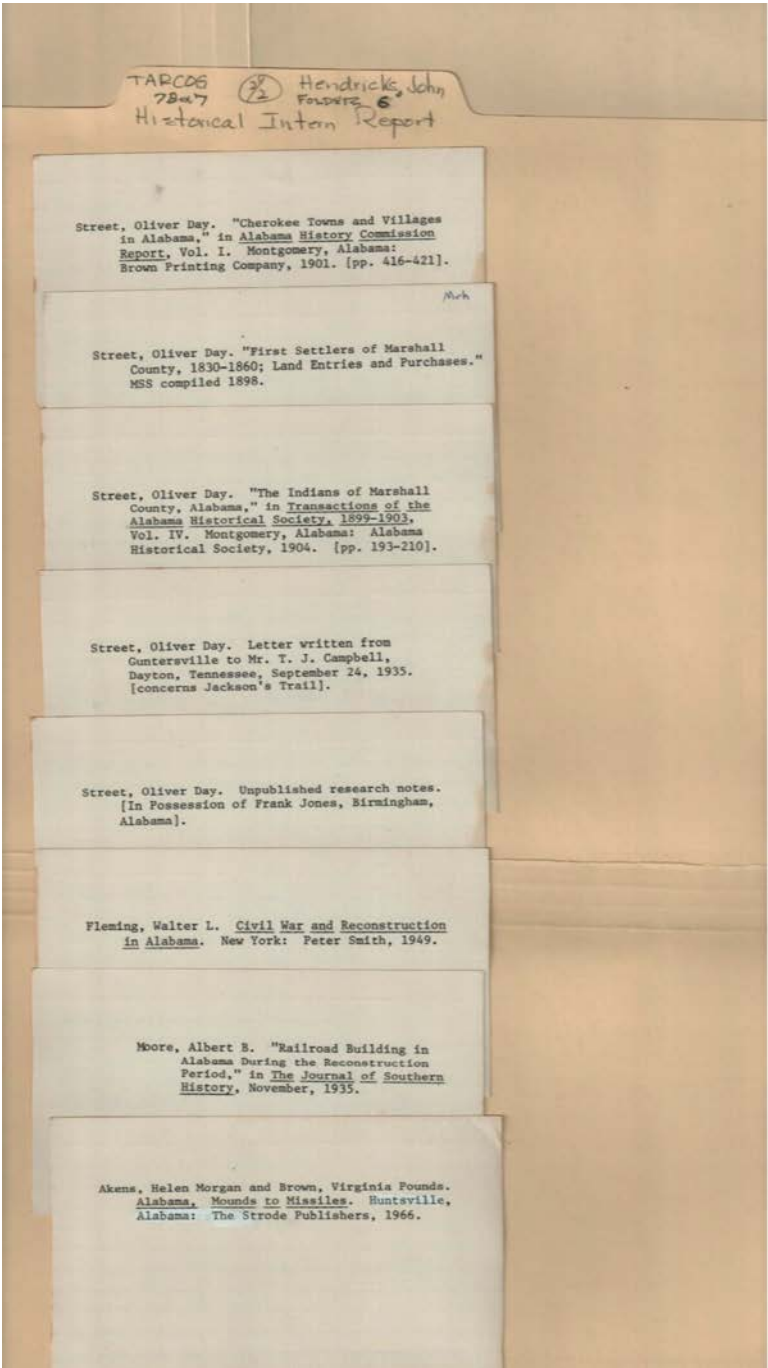 TARCOG
Hendricks, John
FOLDER 6
Historical Intern Report
Street, Oliver Day. "Cherokee Towns and Villages
in Alabama," in Alabama History Commission
Report, Vol. I. Montgomery, Alabama:
Brown Printing Company, 1901. [pp. 416-421].
Street, Oliver Day. "First Settlers of Marshall
County, 1830-1860; Land Entries and Purchases."
MSS compiled 1898.
Street, Oliver Day. "The Indians of Marshall
County, Alabama," in Transactions of the
Alabama Historical Society, 1899-1903,
Vol. IV. Montgomery, Alabama: Alabama
Historical Society, 1904. [pp. 193-210].
Street, Oliver Day. Letter written from
Guntersville to Mr. T. J. Campbell,
Dayton, Tennessee, September 24, 1935.
[concerns Jackson's Trail].
Street, Oliver Day. Unpublished research notes.
[In Possession of Frank Jones, Birmingham,
Alabama].
Fleming, Walter L. Civil War and Reconstruction
in Alabama. New York: Peter Smith, 1949.
Moore, Albert B. "Railroad Building in
Alabama During the Reconstruction
Period," in The Journal of Southern
History, November, 1935.
Akens, Helen Morgan and Brown, Virginia Pounds.
Alabama, Mounds to Missiles. Huntsville,
Alabama: The Strode Publishers, 1966.